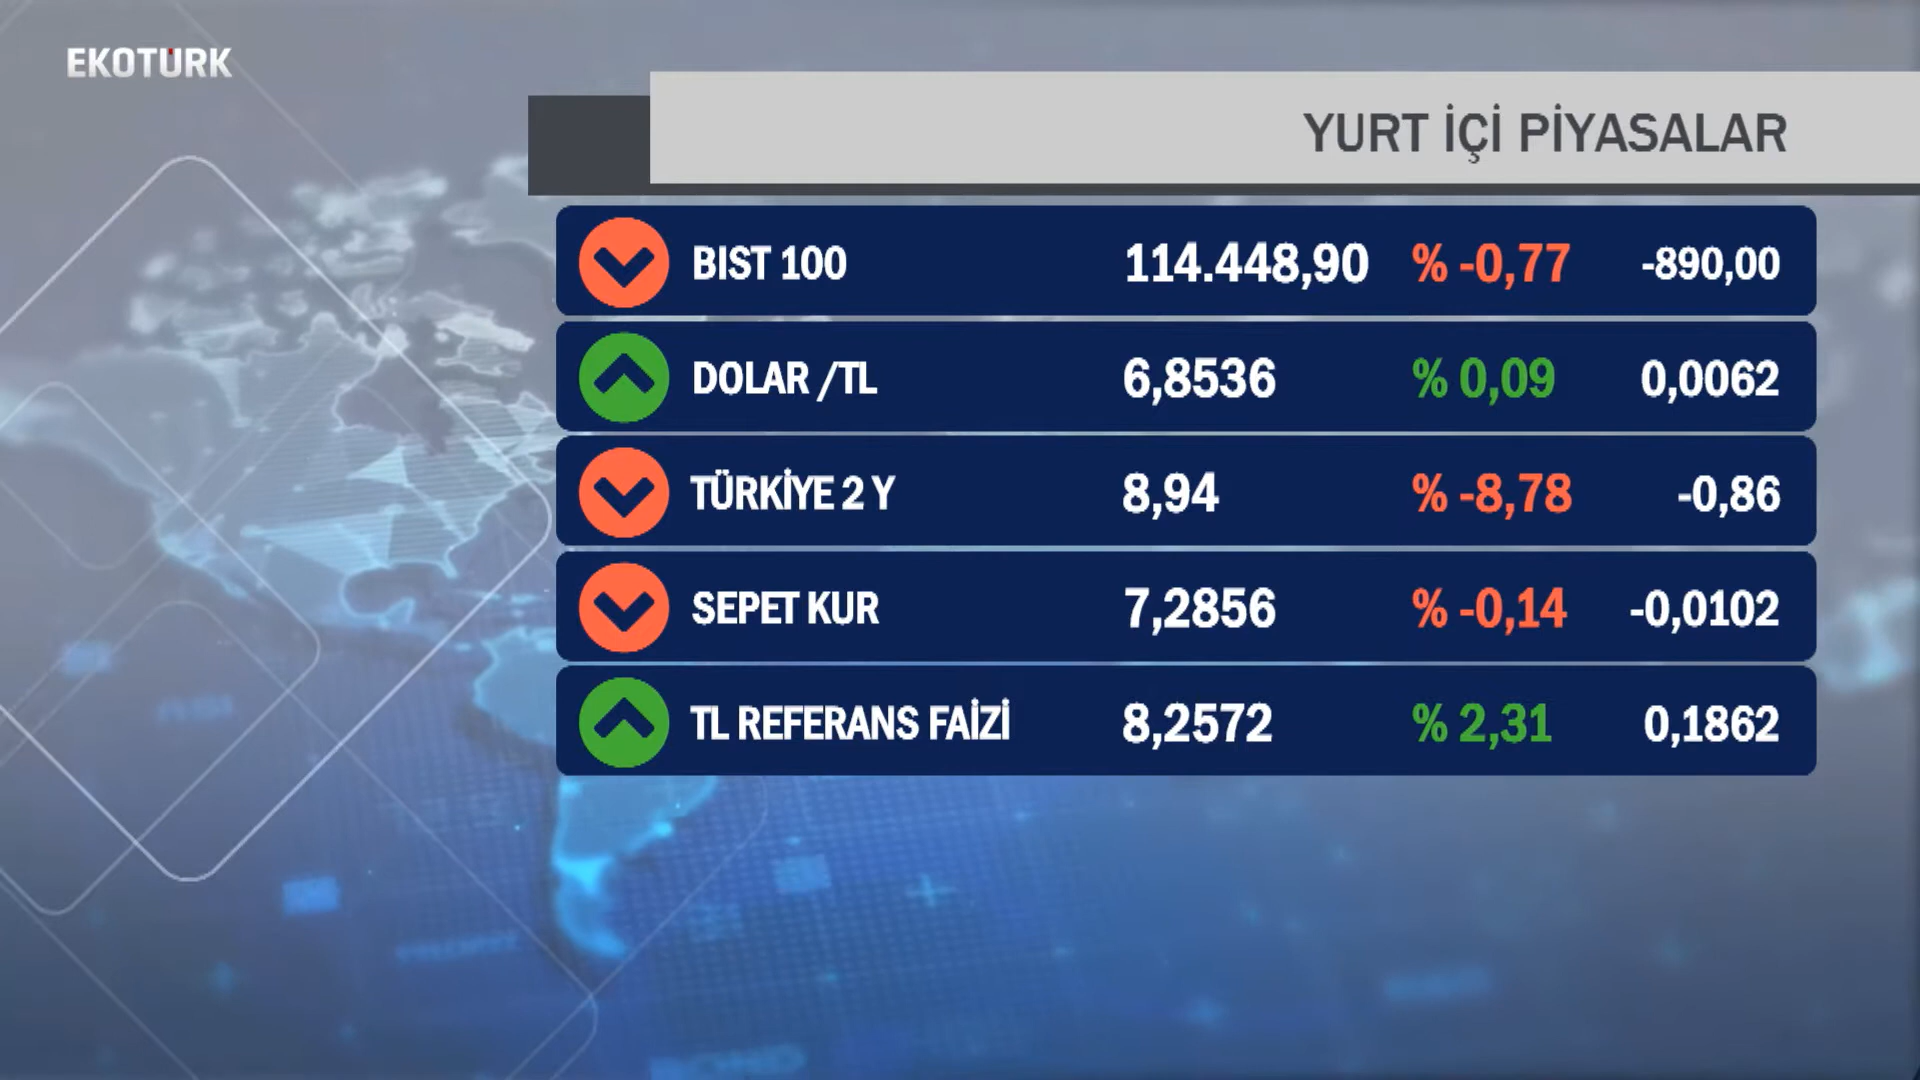 EKOTÜRK
YURT İÇİ PİYASALAR
BIST 100 114.448,90 % -0,77 -890,00
DOLAR /TL 6,8536 % 0,09 0,0062
TÜRKİYE 2 Y 8,94 % -8,78 -0,86
SEPET KUR 7,2856 % -0,14 -0,0102
TL REFERANS FAİZİ 8,2572 % 2,31 0,1862